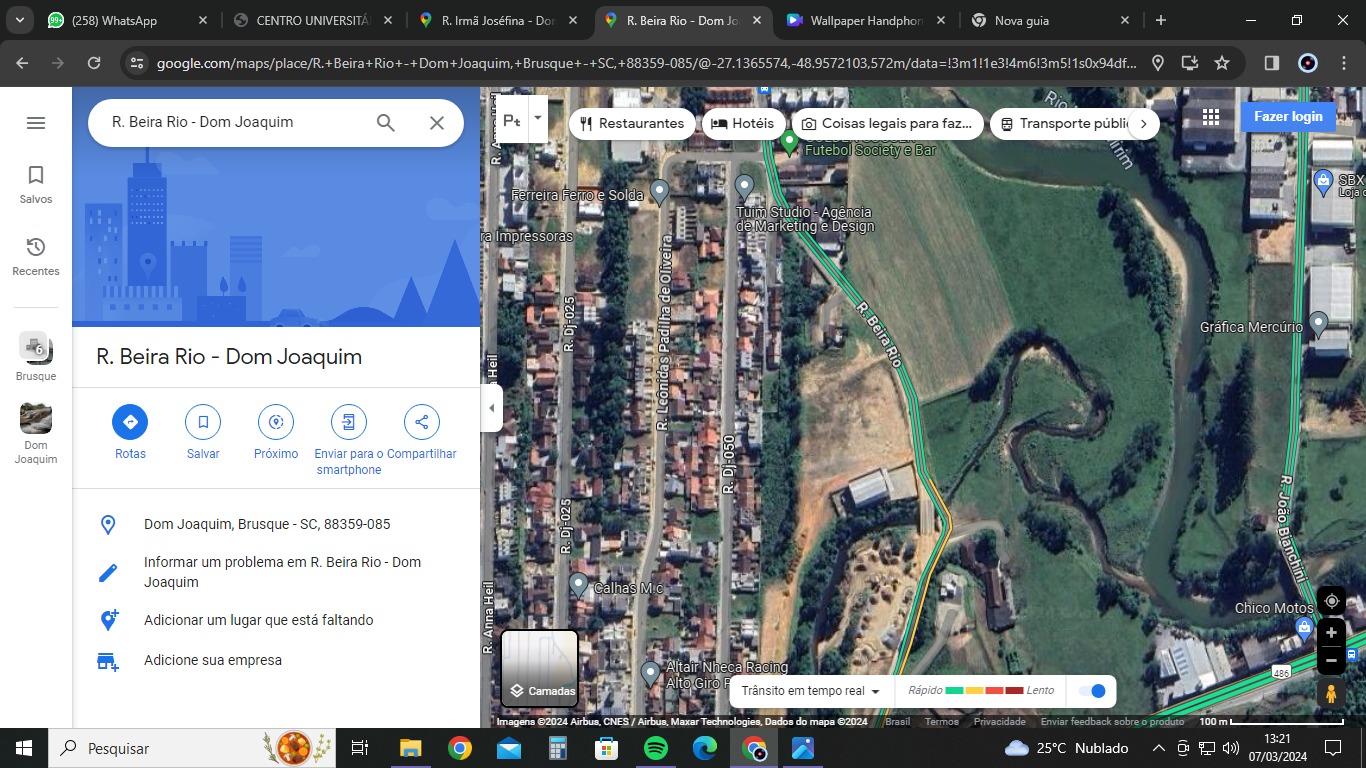 (258) WhatsApp
CENTRO UNIVERSITÁ
R. Irmã Joséfina - Dor
R. Beira Rio - Dom Jo
Wallpaper Handphon
Nova guia
google.com/maps/place/R.+Beira+Rio+-+Dom+Joaquim,+Brusque+-+SC,+88359-085/@-27.1365574,-48.9572103,572m/data=!3m1!1e3!4m6!3m5!1s0x94df...
R. Beira Rio - Dom Joaquim
Salvos
Recentes
6
Brusque
Dom
Joaquim
R. Beira Rio - Dom Joaquim
Rotas
Salvar
Próximo
Enviar para o
smartphone
Compartilhar
Dom Joaquim, Brusque - SC, 88359-085
Informar um problema em R. Beira Rio - Dom
Joaquim
Adicionar um lugar que está faltando
Adicione sua empresa
Restaurantes
Hotéis
Coisas legais para faz...
Transporte públi
Fazer login
Futebol Society e Bar
Ferreira Ferro e Solda
Tuim Studio - Agência
de Marketing e Design
ra Impressoras
SBX
Loja d
Gráfica Mercúrio
R. Leônidas Padilha de Oliveira
R. Dj-025
R. Beira Rio
R. Dj-050
R. Dj-025
R. Anna Heil
R. João Bianchini
Calhas M.c
Chico Motos
486
Altair Nheca Racing
Alto Giro
Camadas
Trânsito em tempo real
Rápido
Lento
Imagens ©2024 Airbus, CNES / Airbus, Maxar Technologies, Dados do mapa ©2024
Brasil
Termos
Privacidade
Enviar feedback sobre o produto
100 m
Pesquisar
25°C Nublado
13:21
07/03/2024